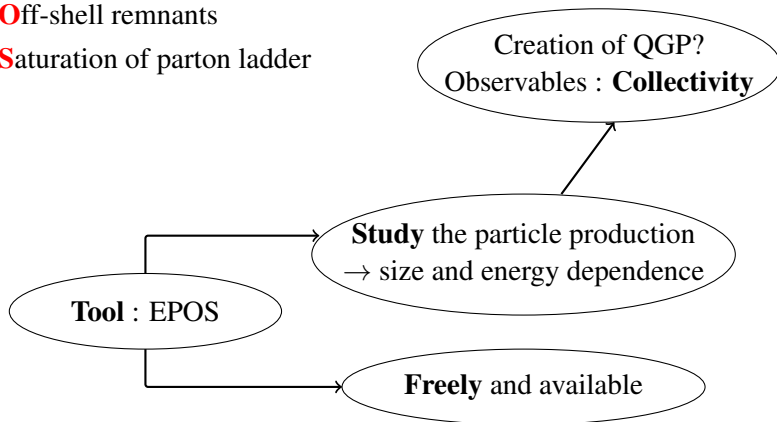 Off-shell remnants
Saturation of parton ladder
Creation of QGP?
Observables : Collectivity
Study the particle production
→ size and energy dependence
Tool : EPOS
Freely and available